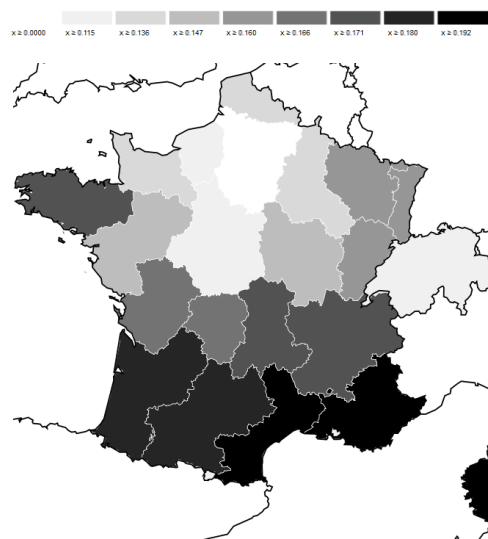 x ≥ 0.0000 x ≥ 0.115 x ≥ 0.136 x ≥ 0.147 x ≥ 0.160 x ≥ 0.166 x ≥ 0.171 x ≥ 0.180 x ≥ 0.192